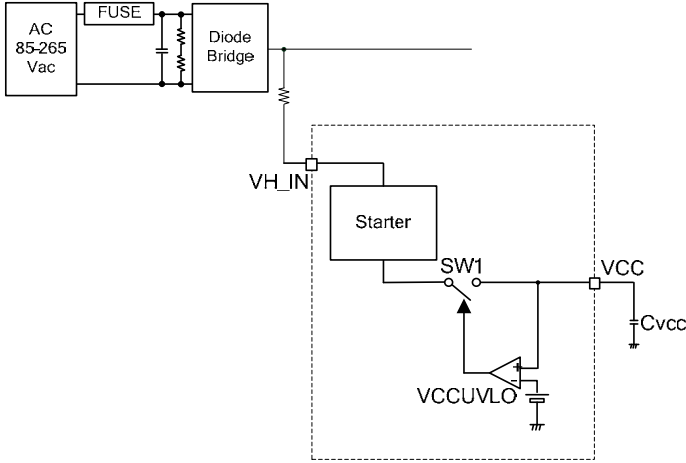 AC
85-265
Vac
FUSE
Diode
Bridge
VH_IN
Starter
SW1
VCC
Cvcc
+
-
VCCUVLO